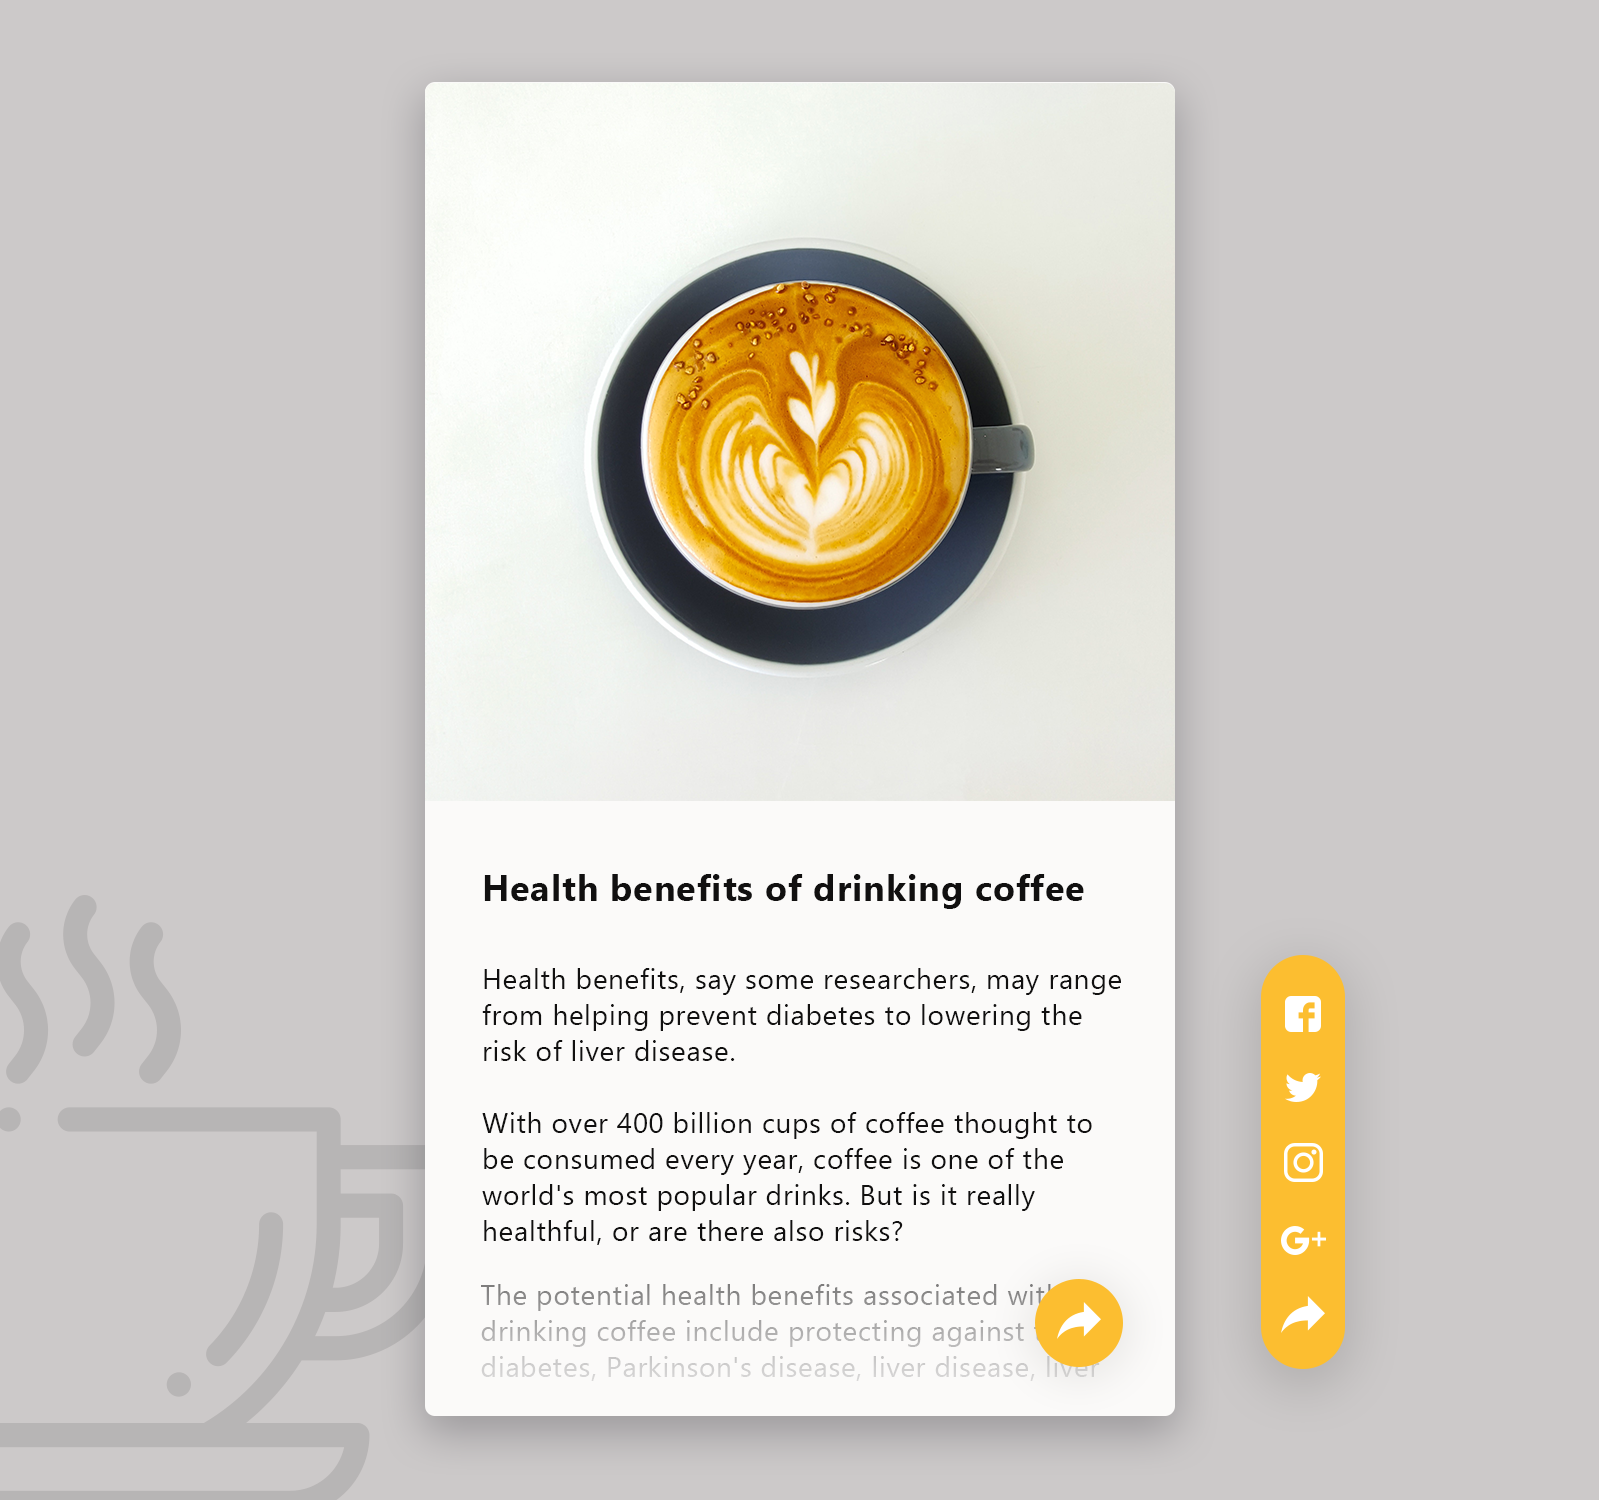 Health benefits of drinking coffee
Health benefits, say some researchers, may range
from helping prevent diabetes to lowering the
risk of liver disease.
With over 400 billion cups of coffee thought to
be consumed every year, coffee is one of the
world's most popular drinks. But is it really
healthful, or are there also risks?
The potential health benefits associated with
drinking coffee include protecting against
diabetes, Parkinson's disease, liver disease, liver
G+